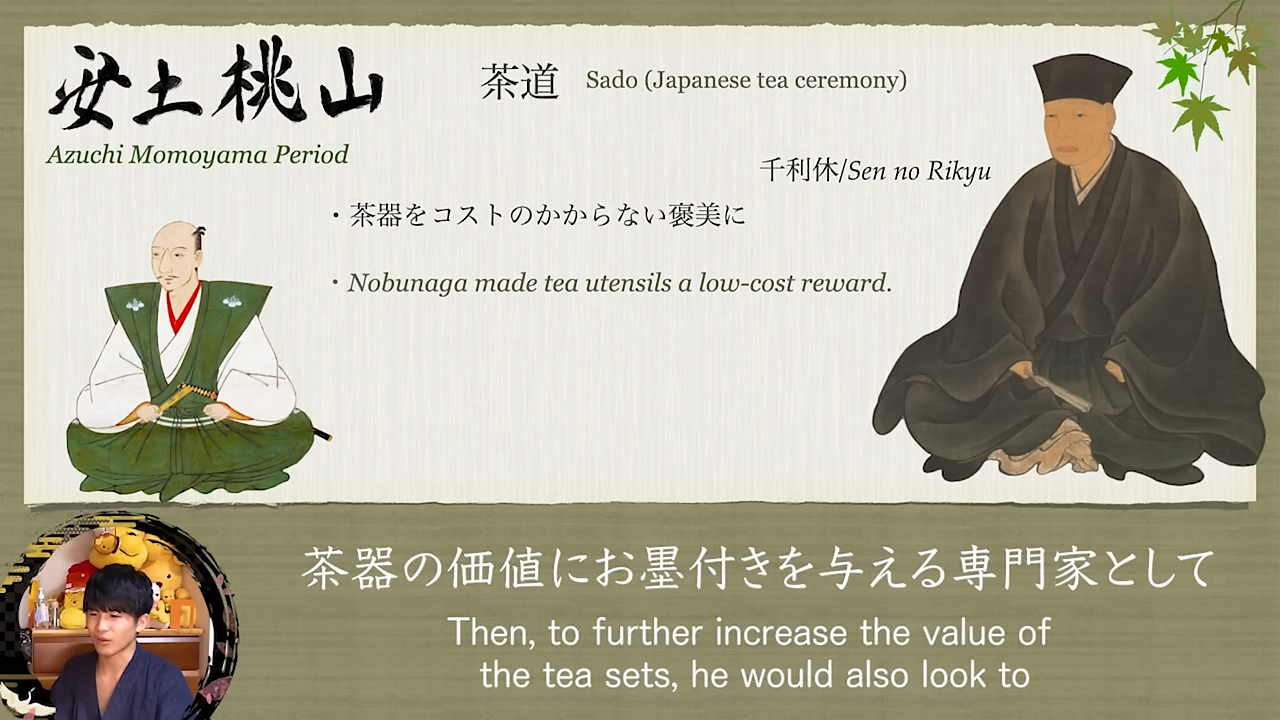 安土桃山
Azuchi Momoyama Period
茶道 Sado (Japanese tea ceremony)
千利休/Sen no Rikyu
・茶器をコストのかからない褒美に
・Nobunaga made tea utensils a low-cost reward.
茶器の価値にお墨付きを与える専門家として
Then, to further increase the value of
the tea sets, he would also look to